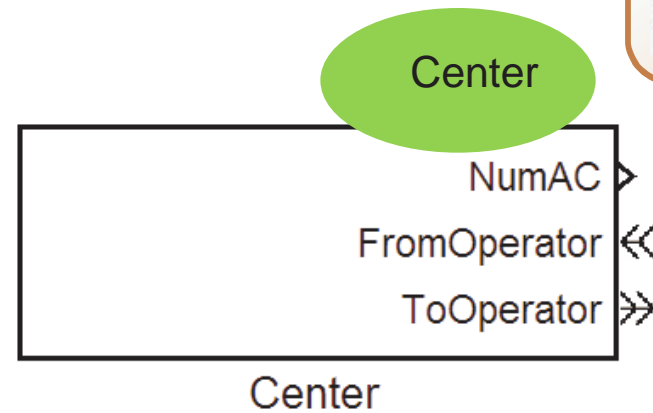 Center
NumAC
FromOperator
ToOperator
Center